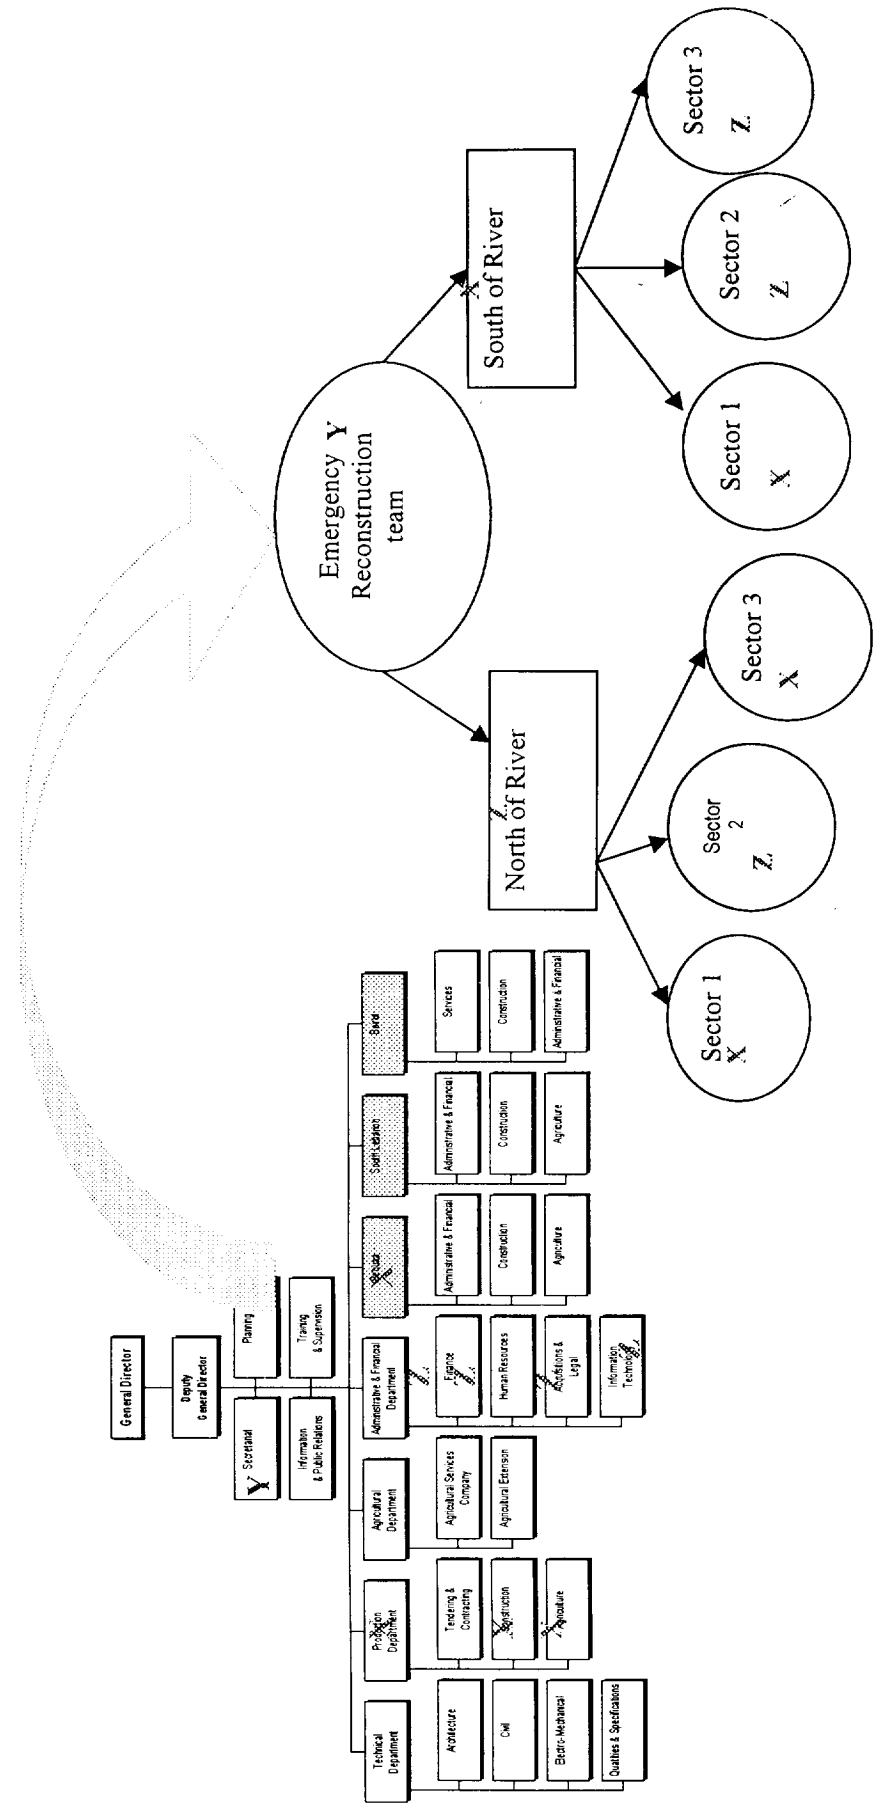 General Director
Deputy
General Director
Y Secretariat
Planning
Information
& Public Relations
Training
& Supervision
Technical
Department
Architecture
Civil
Electro-Mechanical
Qualities & Specifications
Production
Department
Tendering &
Contracting
Construction
Agriculture
Agricultural
Department
Agricultural Services
Company
Agricultural Extension
Administrative & Financial
Department
Finance
Human Resources
Acquisitions &
Legal
Information
Technology
Administrative & Financial
Construction
Agriculture
South Lebanon
Administrative & Financial
Construction
Agriculture
Services
Construction
Administrative & Financial
Emergency Y
Reconstruction
team
North of River
Sector 1
X
Sector
2
Z
Sector 3
X
X
South of River
Sector 1
X
Sector 2
Z
Sector 3
Z